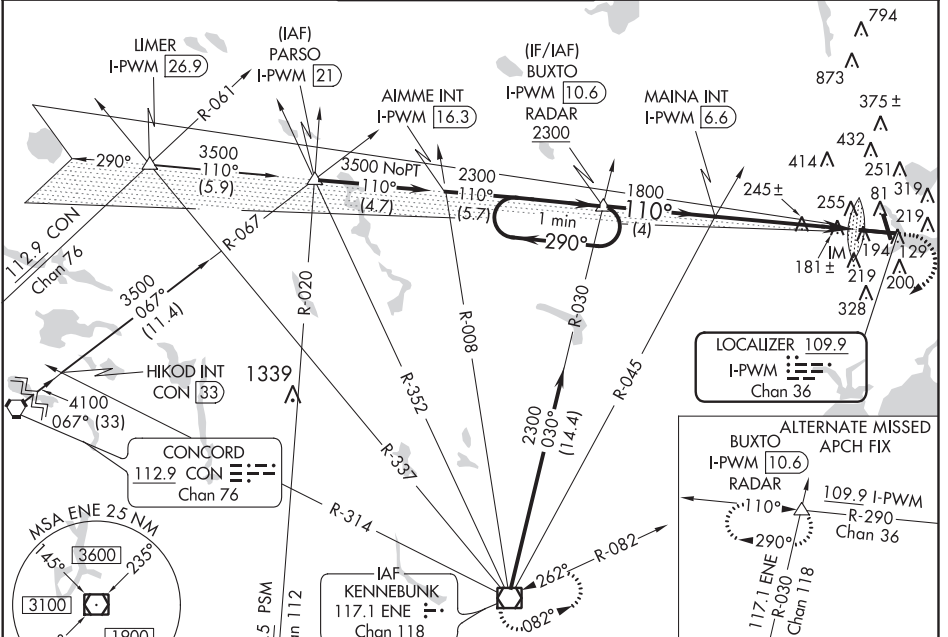 LIMER
I-PWM 26.9
(IAF)
PARSO
I-PWM 21
AIMME INT
I-PWM 16.3
(IF/IAF)
BUXTO
I-PWM 10.6
RADAR
2300
MAINA INT
I-PWM 6.6
794
873
375 ±
432
414
251
319
81
255
245±
219
129
194
IM
181 ±
219
200
328
R-061
290°
3500
110°
(5.9)
3500 NoPT
110°
(4.7)
2300
110°
(5.7)
1800
110°
(4)
1 min
290°
112.9 CON
Chan 76
R-067
3500
067°
(11.4)
R-020
R-008
R-030
R-045
HIKOD INT
CON 33
1339
4100
067° (33)
R-352
R-337
2300
030°
(14.4)
LOCALIZER 109.9
I-PWM
Chan 36
CONCORD
112.9 CON
Chan 76
R-314
ALTERNATE MISSED
APCH FIX
BUXTO
I-PWM 10.6
RADAR
109.9 I-PWM
R-290
Chan 36
110°
290°
117.1 ENE
R-030
Chan 118
MSA ENE 25 NM
145°
3600
235°
3100
1900
.5 PSM
an 112
IAF
KENNEBUNK
117.1 ENE
Chan 118
262°
R-082
082°